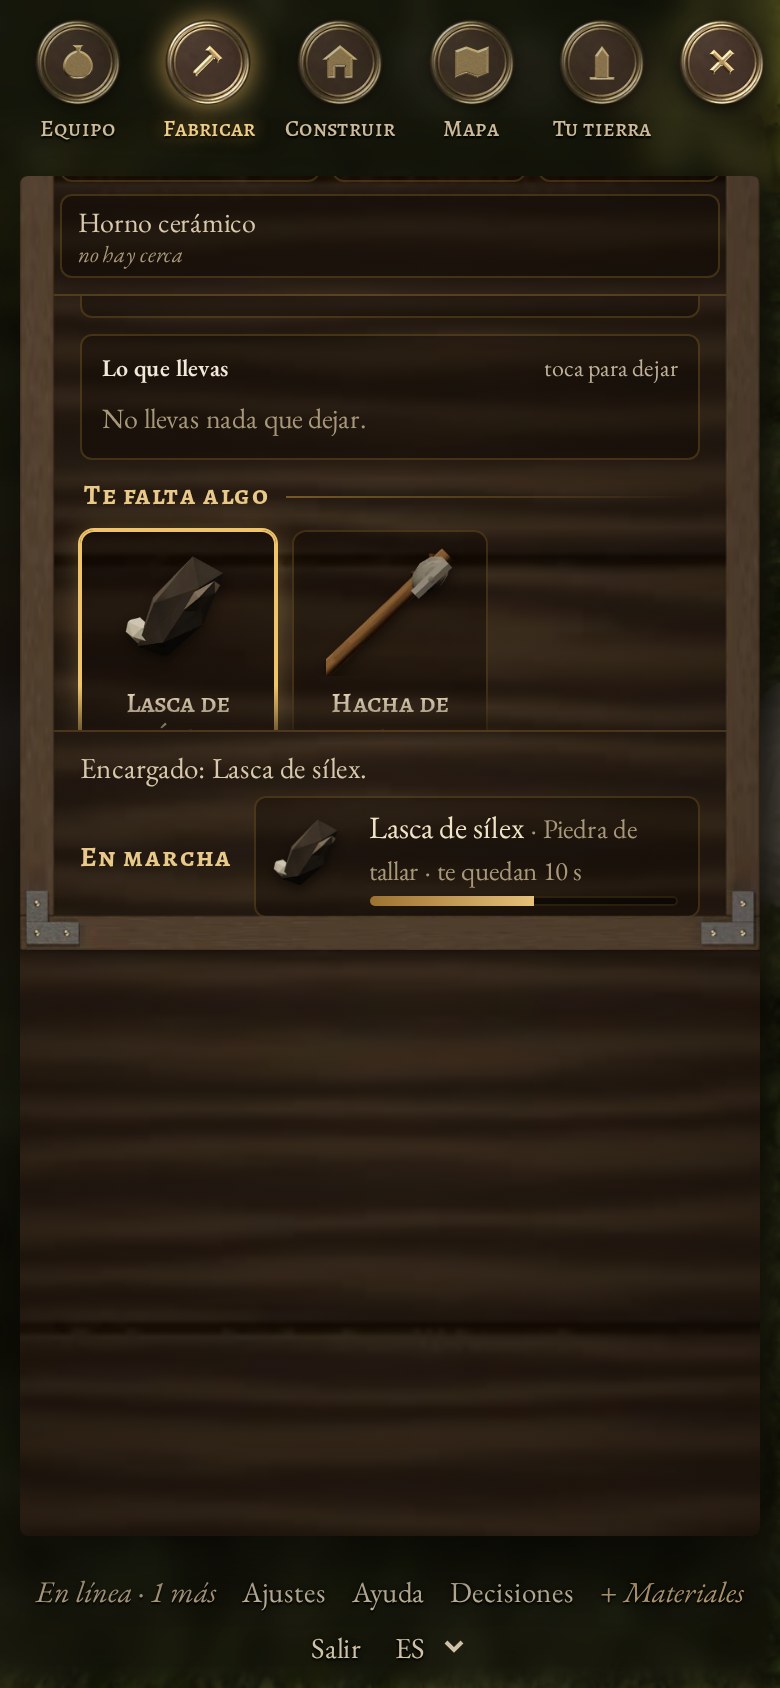 Equipo
Fabricar
Construir
Mapa
Tu tierra
Horno cerámico
no hay cerca
Lo que llevas
toca para dejar
No llevas nada que dejar.
Te falta algo
Lasca de
Hacha de
Encargado: Lasca de sílex.
En marcha
Lasca de sílex · Piedra de
tallar · te quedan 10 s
En línea · 1 más
Ajustes
Ayuda
Decisiones
+ Materiales
Salir
ES